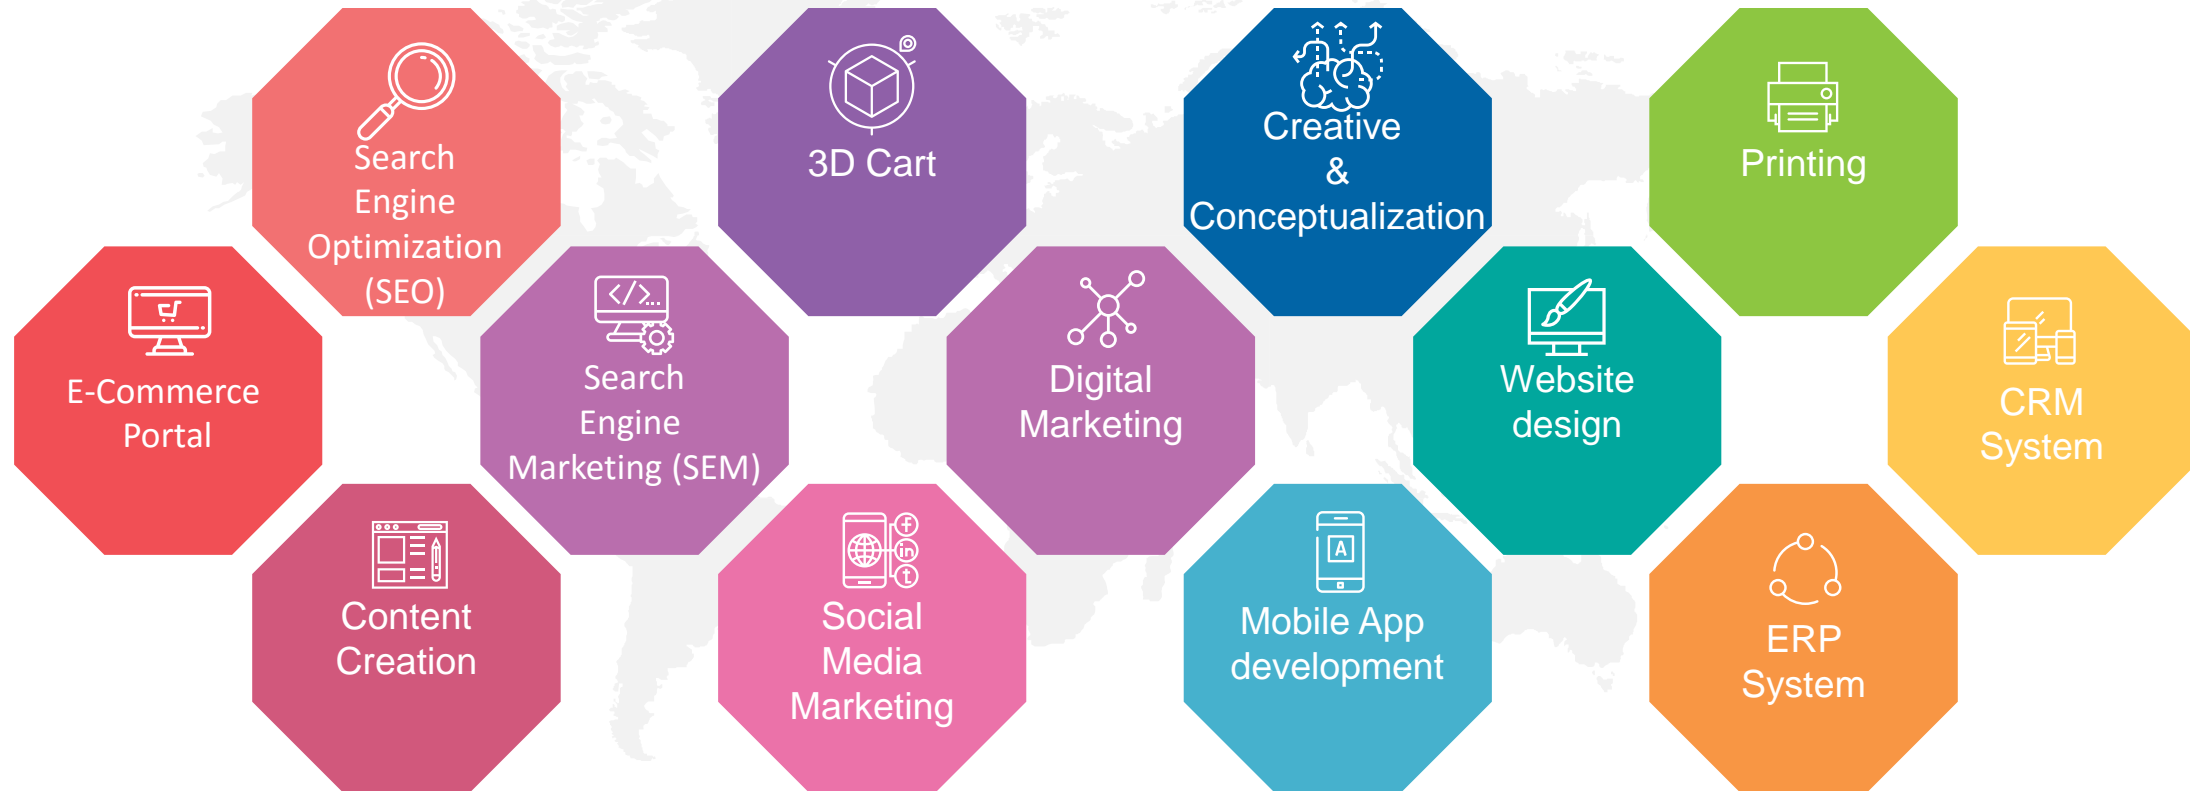 Search
Engine
Optimization
(SEO)
3D Cart
Creative
&
Conceptualization
Printing
E-Commerce
Portal
</>...
Search
Engine
Marketing (SEM)
Digital
Marketing
Website
design
CRM
System
Content
Creation
f
in
t
Social
Media
Marketing
A
Mobile App
development
ERP
System